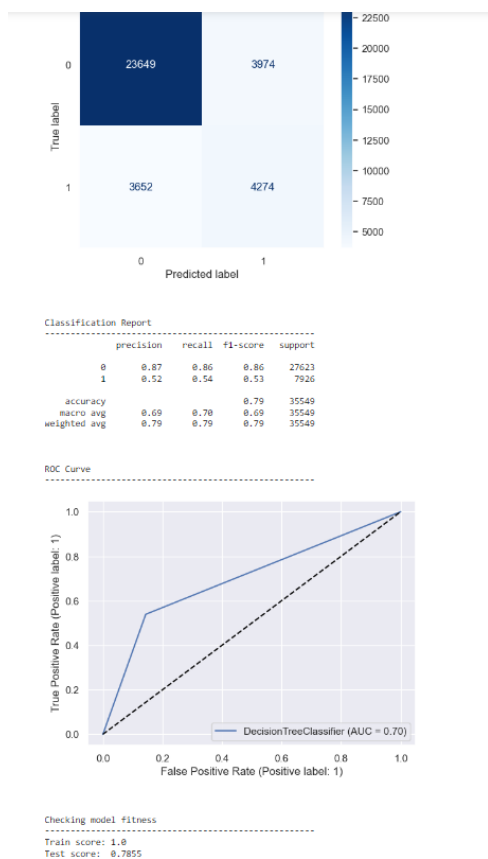 22500
0 23649 3974
20000
17500
15000
True label
12500
10000
1 3652 4274
7500
5000
0 1
Predicted label
Classification Report
------------------------------------------------------
precision recall f1-score support
0 0.87 0.86 0.86 27623
1 0.52 0.54 0.53 7926
accuracy 0.79 35549
macro avg 0.69 0.70 0.69 35549
weighted avg 0.79 0.79 0.79 35549
ROC Curve
------------------------------------------------------
1.0
0.8
0.6
0.4
0.2
0.0
True Positive Rate (Positive label: 1)
DecisionTreeClassifier (AUC = 0.70)
0.0 0.2 0.4 0.6 0.8 1.0
False Positive Rate (Positive label: 1)
Checking model fitness
------------------------------------------------------
Train score: 1.0
Test score: 0.7855